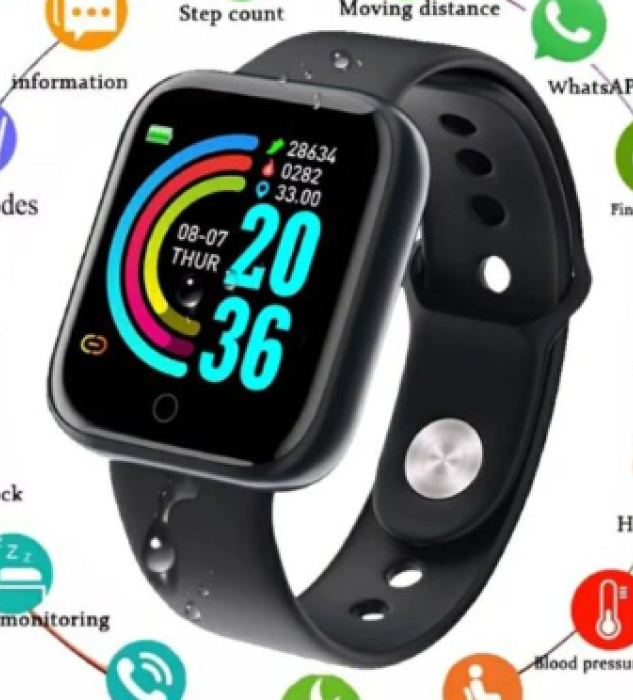 Step count
Moving distance
information
WhatsAP
28634
0282
33.00
des
Fin
08-07
THUR
20
36
ck
H
monitoring
Blood pressu
z z